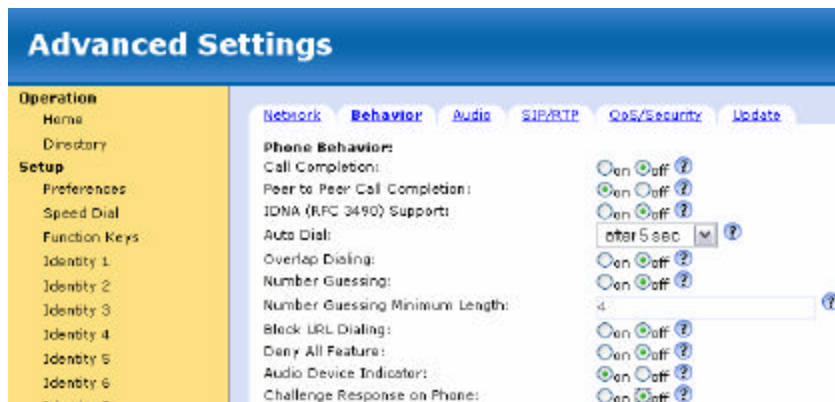 Advanced Settings
Operation
Home
Directory
Setup
Preferences
Speed Dial
Function Keys
Identity 1
Identity 2
Identity 3
Identity 4
Identity 5
Identity 6
Network Behavior Audio SIP/RTP QoS/Security Update
Phone Behavior:
Call Completion: on off ?
Peer to Peer Call Completion: on off ?
IDNA (RFC 3490) Support: on off ?
Auto Dial: after 5 sec ?
Overlap Dialing: on off ?
Number Guessing: on off ?
Number Guessing Minimum Length: 4 ?
Block URL Dialing: on off ?
Deny All Feature: on off ?
Audio Device Indicator: on off ?
Challenge Response on Phone: on off ?